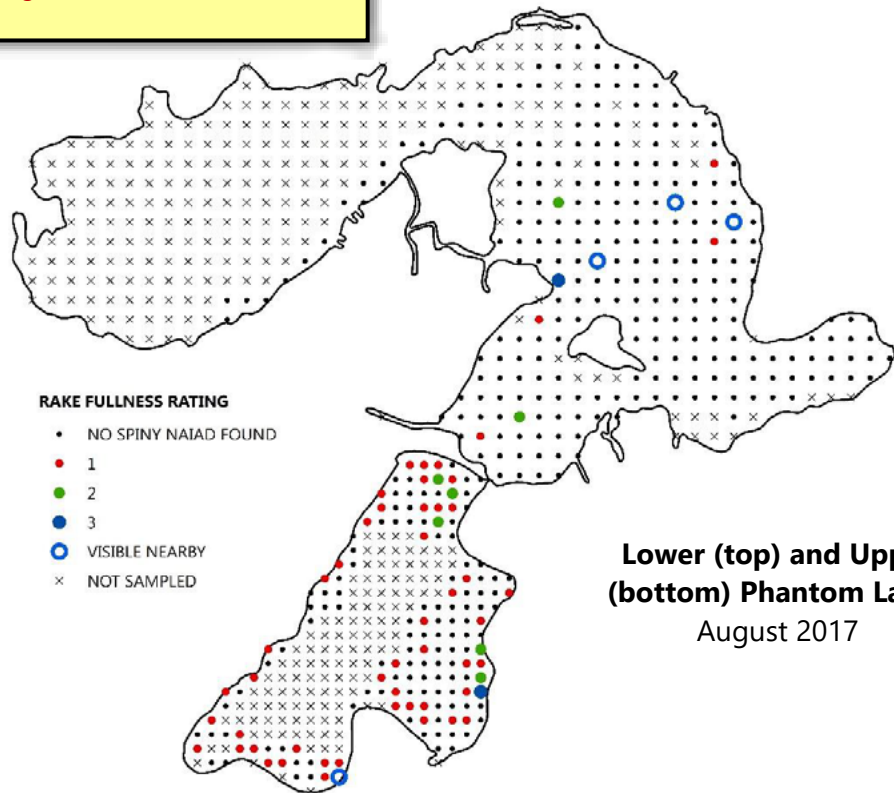 RAKE FULLNESS RATING
NO SPINY NAIAD FOUND
1
2
3
VISIBLE NEARBY
NOT SAMPLED
Lower (top) and Upp
(bottom) Phantom La
August 2017